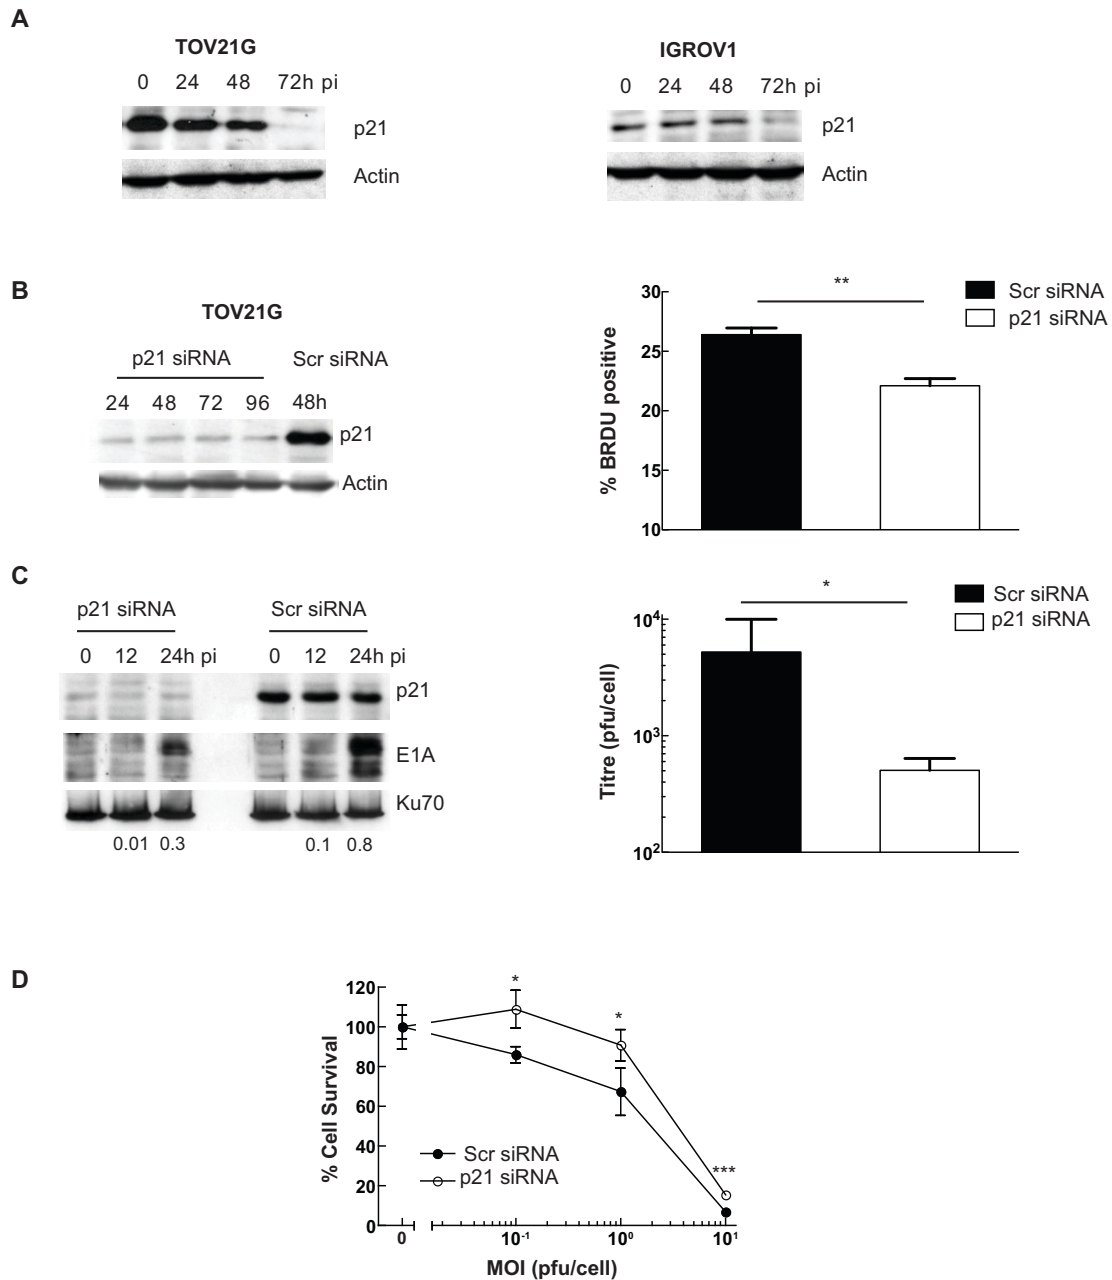 A
TOV21G
0 24 48 72h pi
p21
Actin
IGROV1
0 24 48 72h pi
p21
Actin
B
TOV21G
p21 siRNA Scr siRNA
24 48 72 96 48h
p21
Actin
** 
Scr siRNA
p21 siRNA
% BRDU positive
30
25
20
15
10
C
p21 siRNA Scr siRNA
0 12 24h pi 0 12 24h pi
p21
E1A
Ku70
0.01 0.3 0.1 0.8
*
Scr siRNA
p21 siRNA
Titre (pfu/cell)
10⁴
10³
10²
D
% Cell Survival
120
100
80
60
40
20
0
* * ***
Scr siRNA
p21 siRNA
0 10⁻¹ 10⁰ 10¹
MOI (pfu/cell)